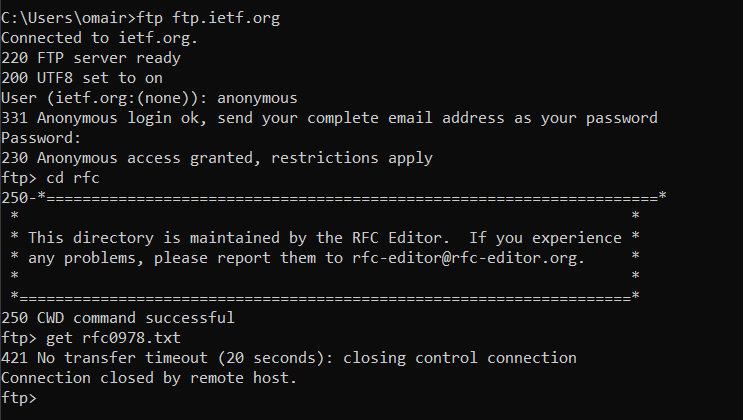 C:\Users\omair>ftp ftp.ietf.org
Connected to ietf.org.
220 FTP server ready
200 UTF8 set to on
User (ietf.org:(none)): anonymous
331 Anonymous login ok, send your complete email address as your password
Password:
230 Anonymous access granted, restrictions apply
ftp> cd rfc
250-*====================================================================*
 *                                                                    *
 * This directory is maintained by the RFC Editor.  If you experience *
 * any problems, please report them to rfc-editor@rfc-editor.org.     *
 *                                                                    *
 *====================================================================*
250 CWD command successful
ftp> get rfc0978.txt
421 No transfer timeout (20 seconds): closing control connection
Connection closed by remote host.
ftp>